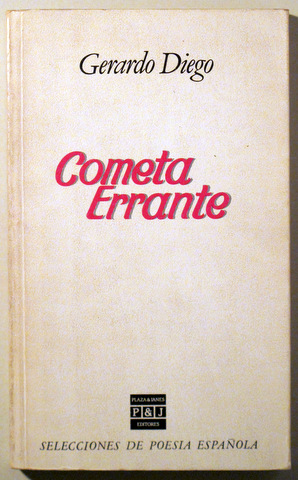 Gerardo Diego
Cometa
Errante
PLAZA & JANES
P & J
EDITORES
SELECCIONES DE POESIA ESPAÑOLA